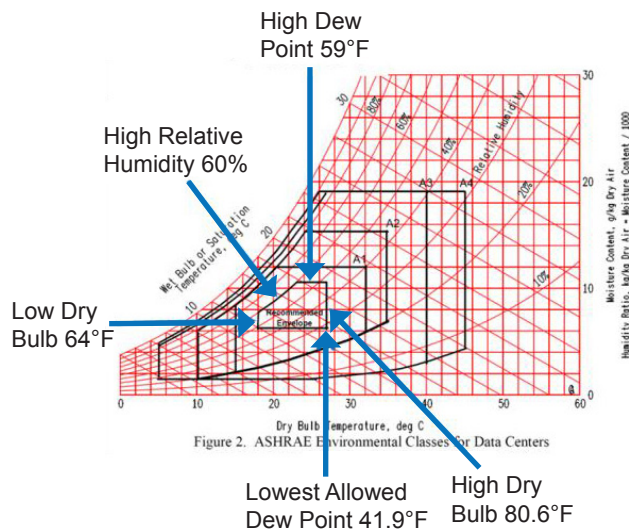 High Dew
Point 59°F
High Relative
Humidity 60%
Low Dry
Bulb 64°F
Wet Bulb or Saturation
Temperature, deg C
10
20
30
80%
60%
40%
Relative Humidity
20%
10%
A3
A4
A2
A1
Recommended
Envelope
30
20
10
0
Moisture Content, g/kg Dry Air
Humidity Ratio, kg/kg Dry Air = Moisture Content / 1000
0
10
20
30
40
50
60
Dry Bulb Temperature, deg C
Figure 2. ASHRAE Environmental Classes for Data Centers
Lowest Allowed
Dew Point 41.9°F
High Dry
Bulb 80.6°F